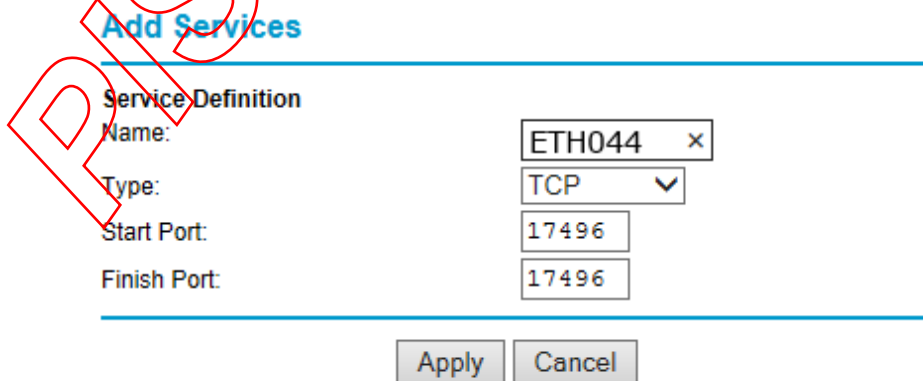 Add Services
Service Definition
Name: ETH044 ×
Type: TCP
Start Port: 17496
Finish Port: 17496
Apply Cancel